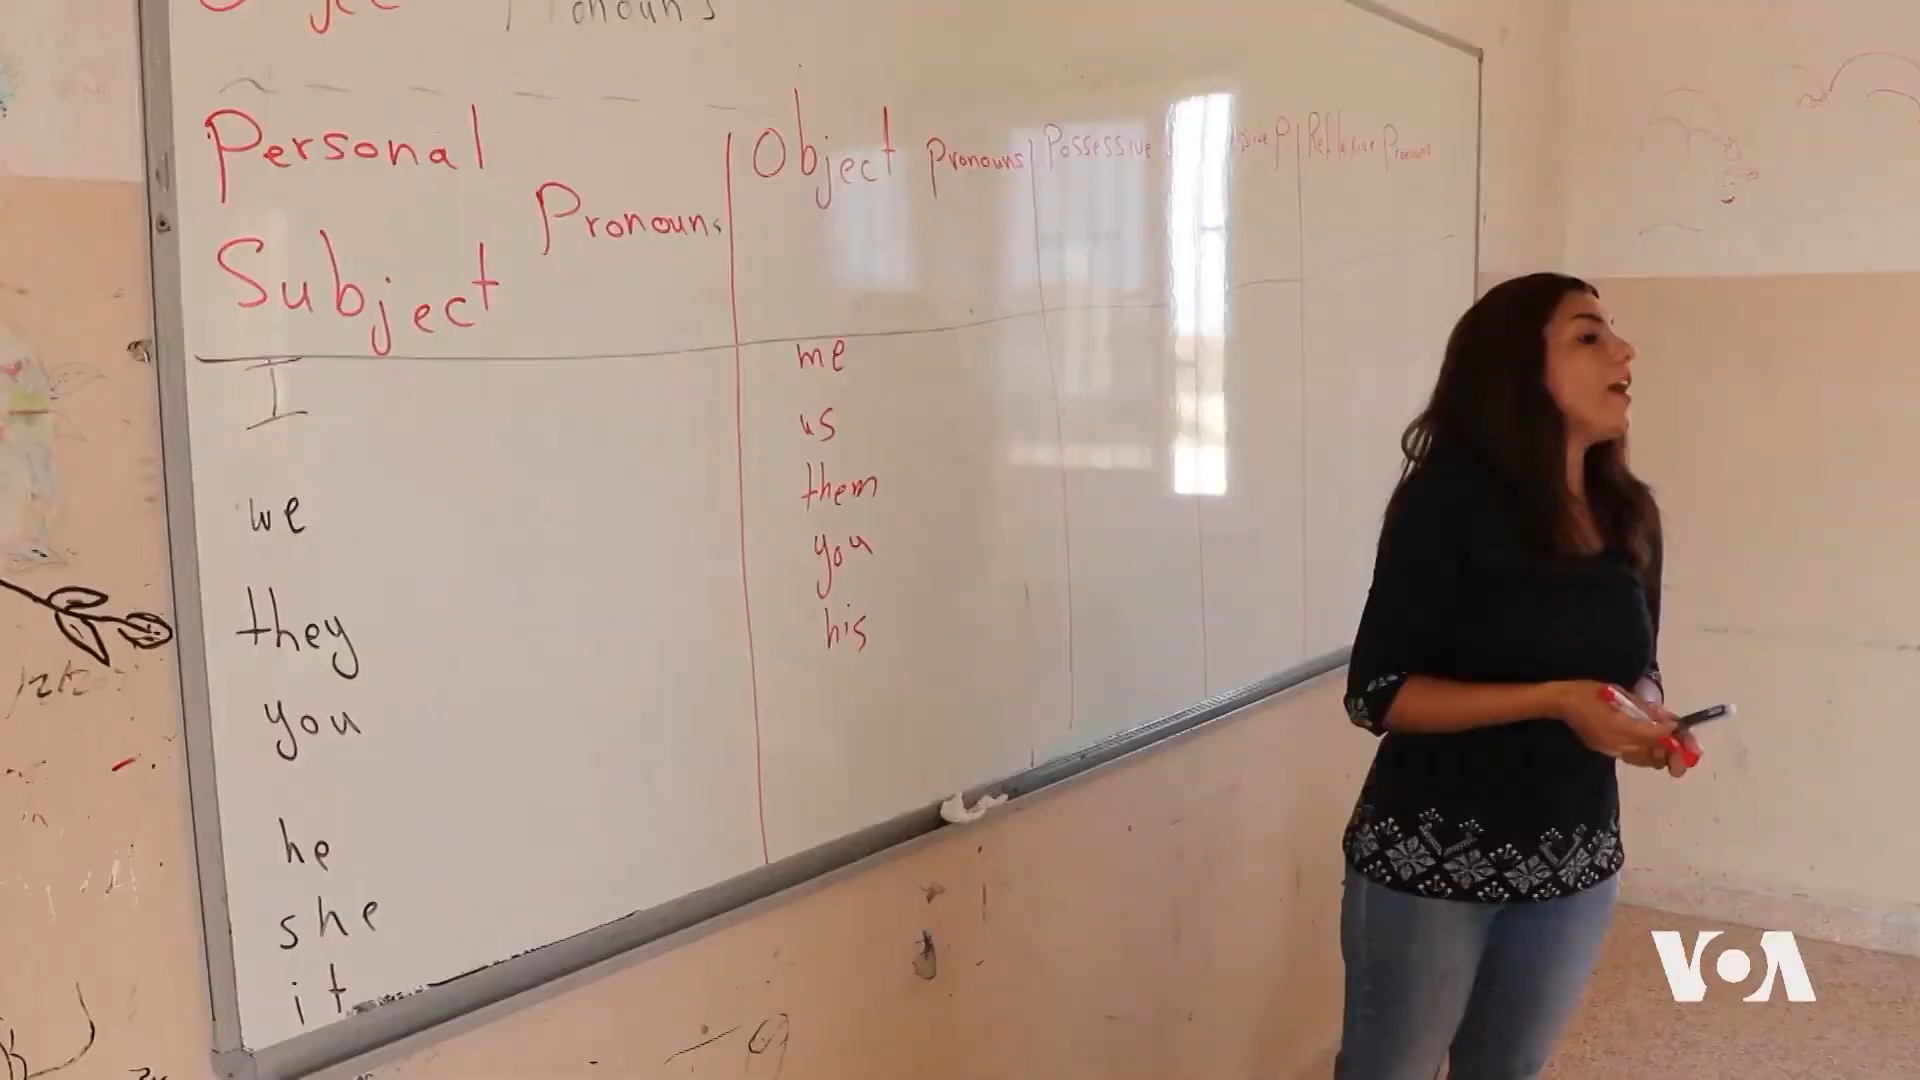 Pronouns
Personal
Subject Pronouns
Object Pronouns
Possessive
Reflexive Pronouns
I
we
they
you
he
she
it
me
us
them
you
his
VOA